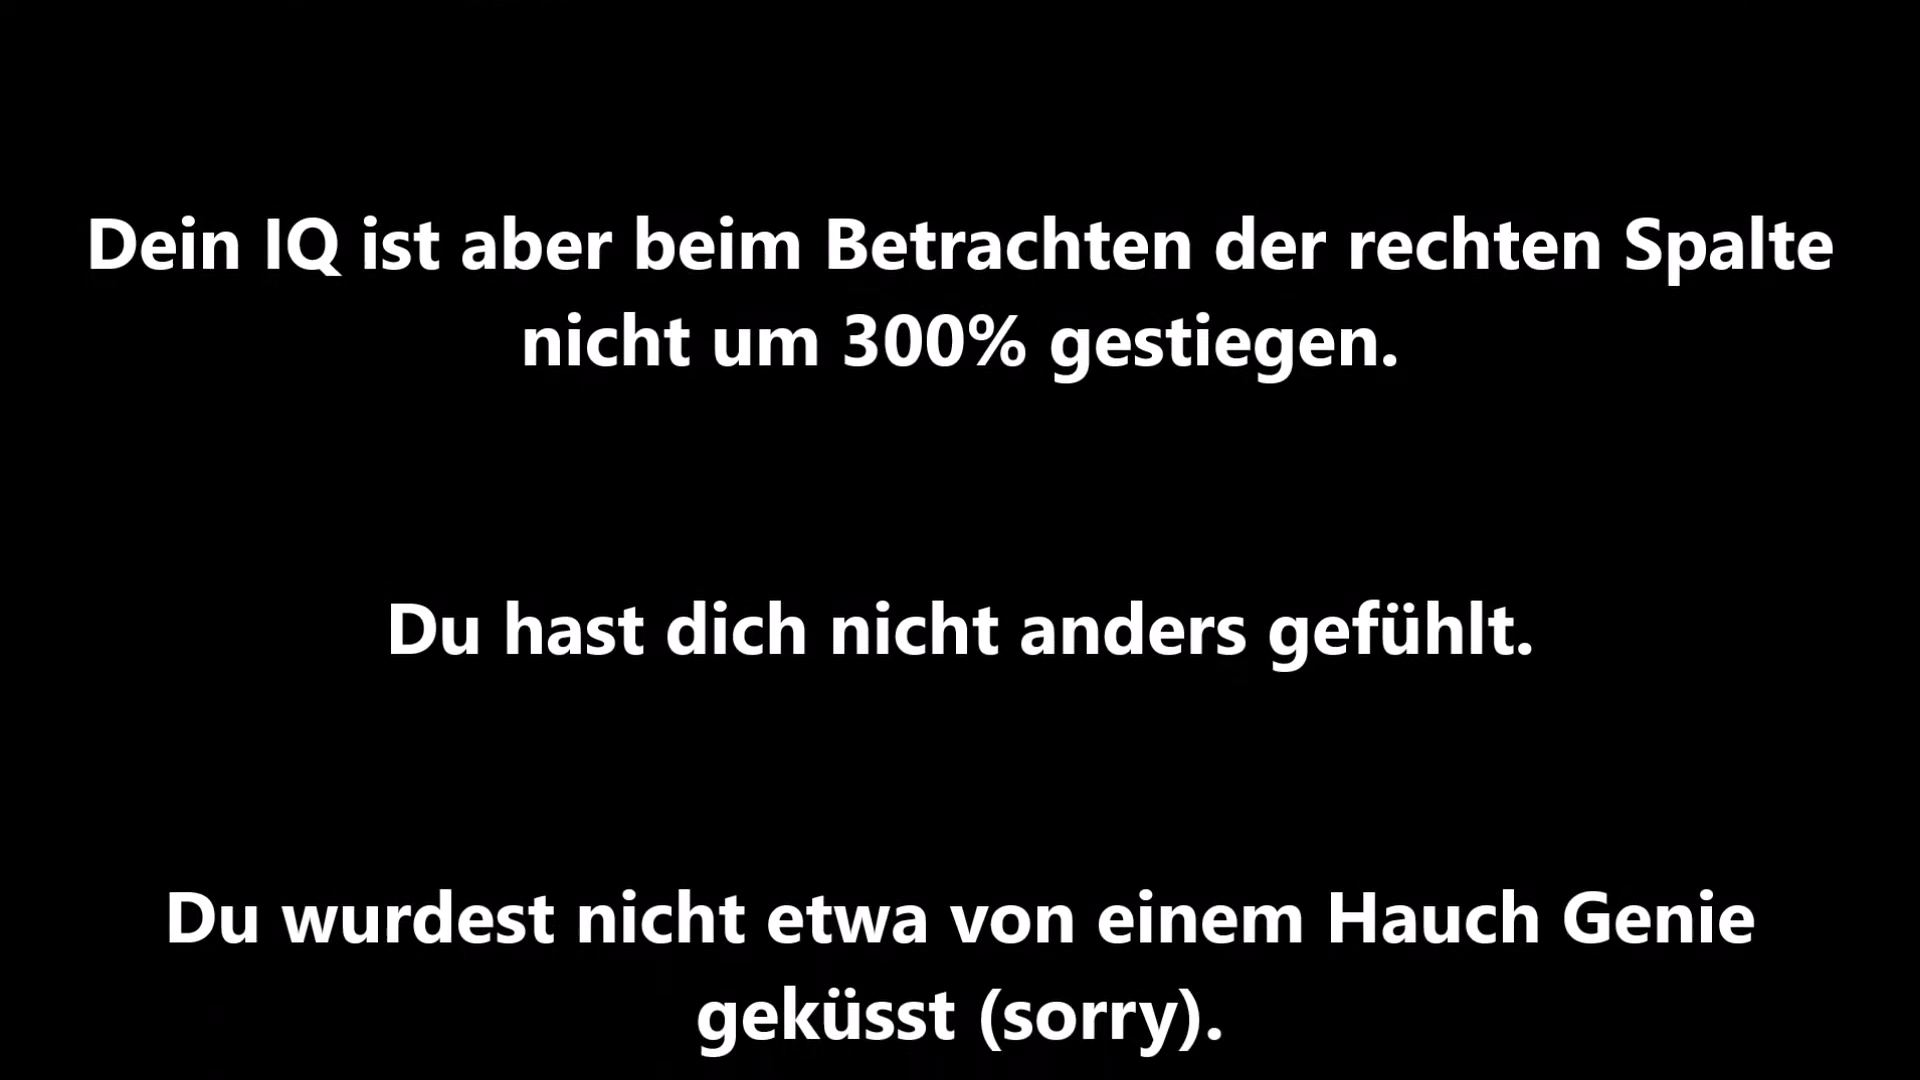 Dein IQ ist aber beim Betrachten der rechten Spalte
nicht um 300% gestiegen.
Du hast dich nicht anders gefühlt.
Du wurdest nicht etwa von einem Hauch Genie
geküsst (sorry).